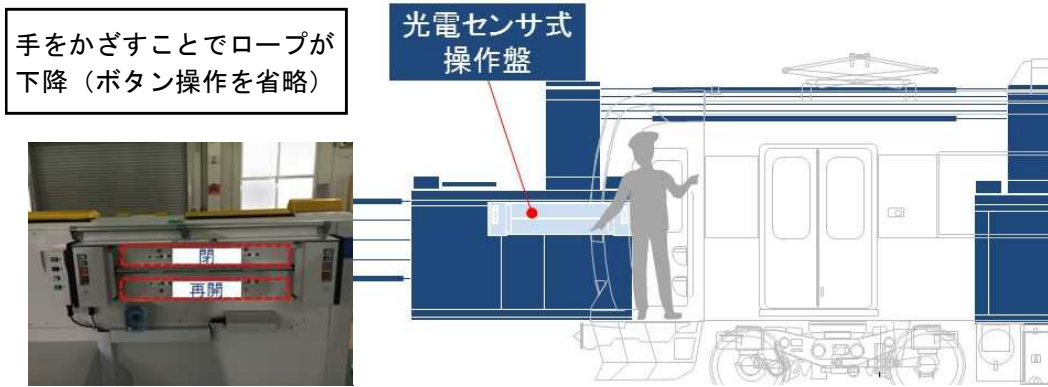 手をかざすことでロープが
下降（ボタン操作を省略）
光電センサ式
操作盤
閉
再開